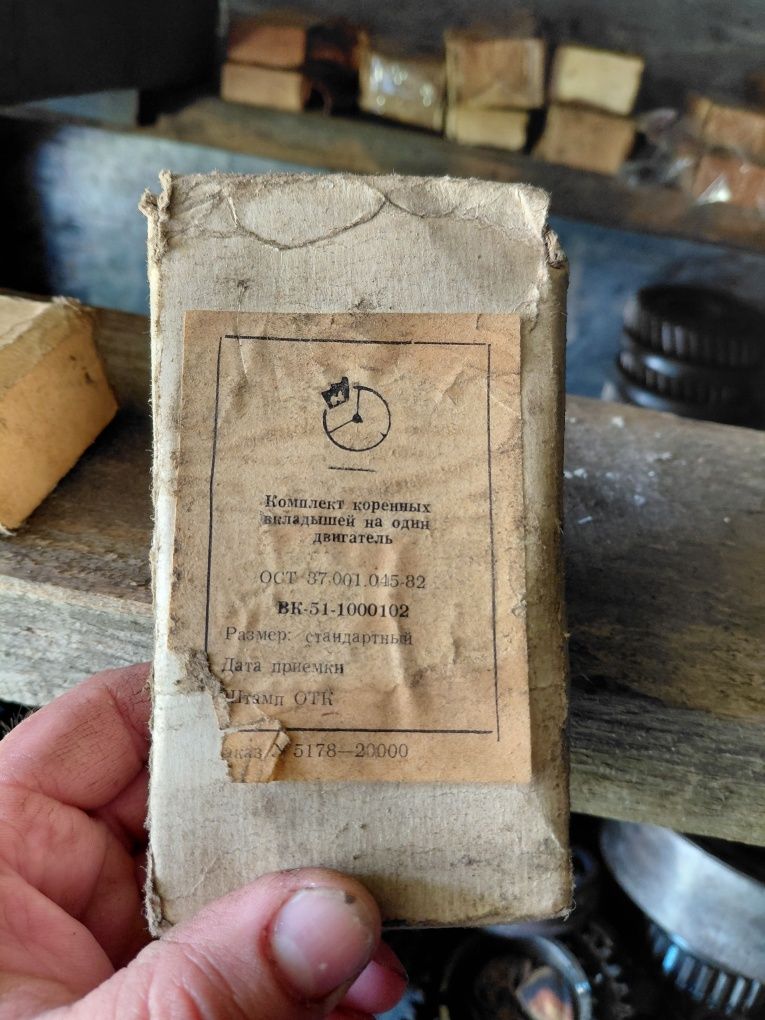 Комплект коренных
вкладышей на один
двигатель
ОСТ 37.001.045-82
ВК-51-1000102
Размер: стандартный
Дата приемки
Штамп ОТК
№ 5178—20000